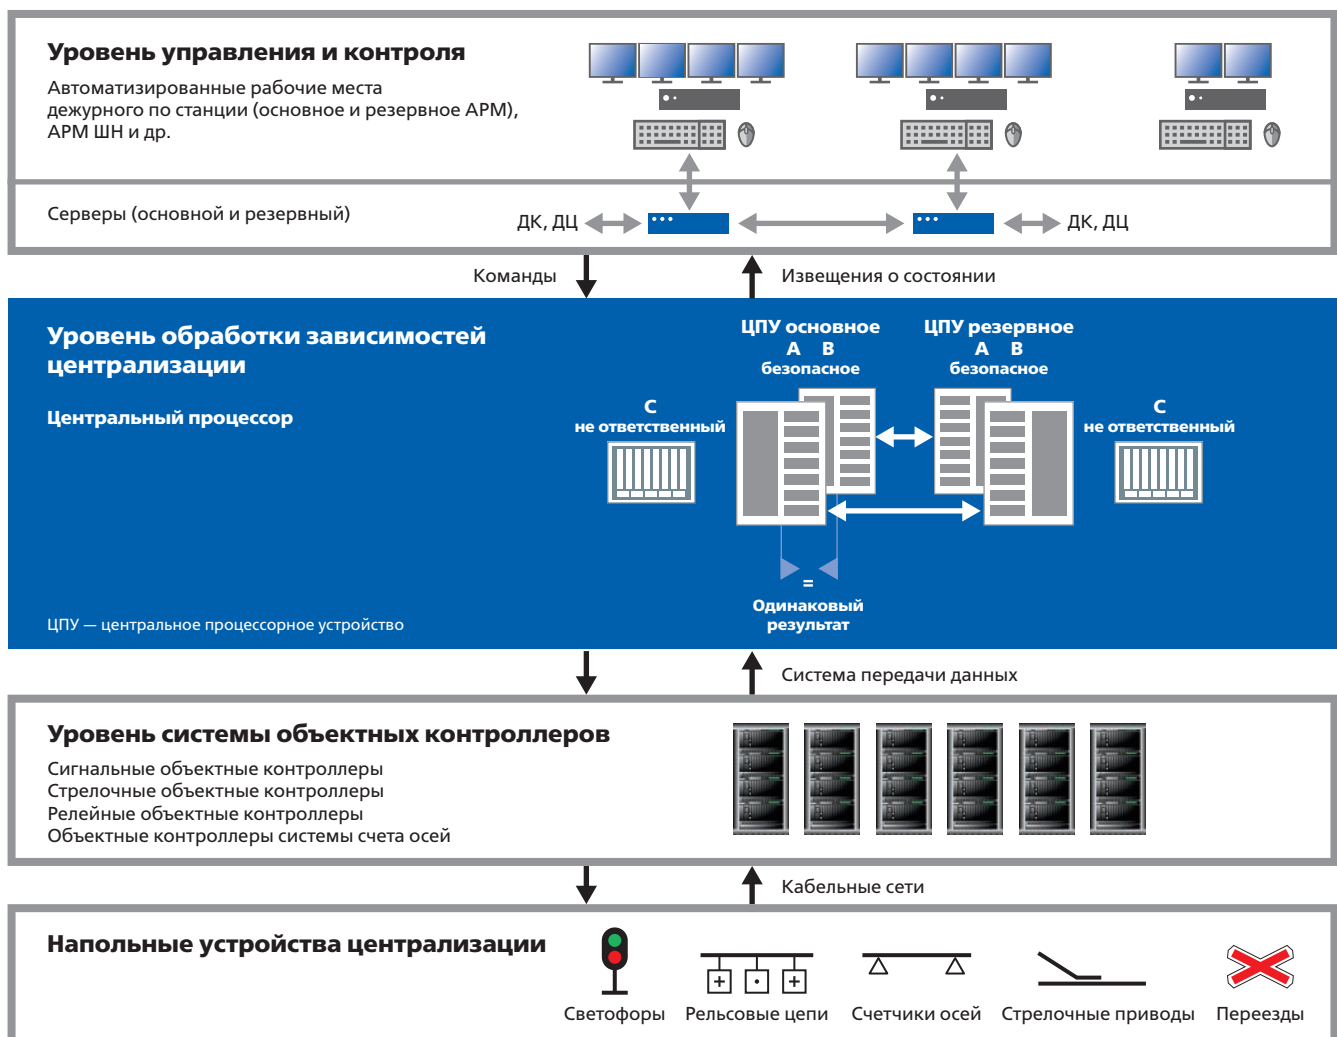 Уровень управления и контроля
Автоматизированные рабочие места
дежурного по станции (основное и резервное АРМ),
АРМ ШН и др.
Серверы (основной и резервный)
ДК, ДЦ
ДК, ДЦ
Команды
Извещения о состоянии
Уровень обработки зависимостей
централизации
Центральный процессор
ЦПУ основное
А В
безопасное
ЦПУ резервное
А В
безопасное
С
не ответственный
С
не ответственный
=
Одинаковый
результат
ЦПУ — центральное процессорное устройство
Система передачи данных
Уровень системы объектных контроллеров
Сигнальные объектные контроллеры
Стрелочные объектные контроллеры
Релейные объектные контроллеры
Объектные контроллеры системы счета осей
Кабельные сети
Напольные устройства централизации
Светофоры
Рельсовые цепи
Счетчики осей
Стрелочные приводы
Переезды